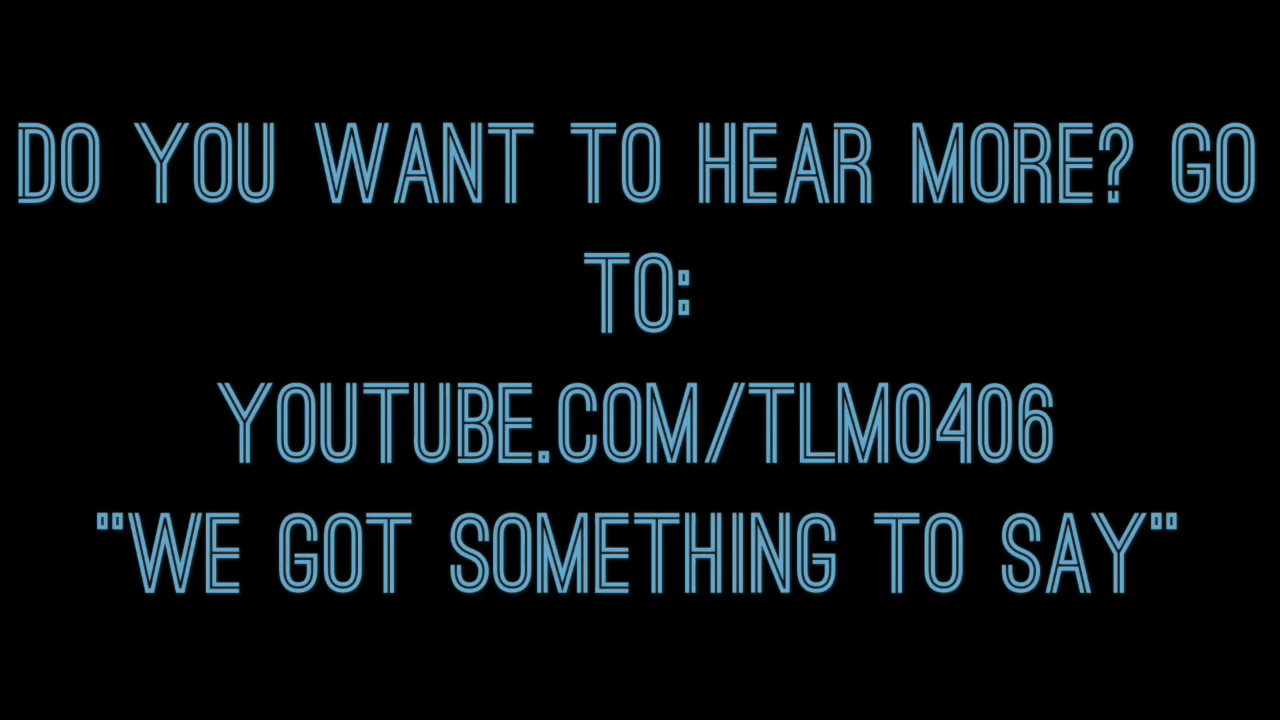 DO YOU WANT TO HEAR MORE? GO
TO:
YOUTUBE.COM/TLM0406
"WE GOT SOMETHING TO SAY"